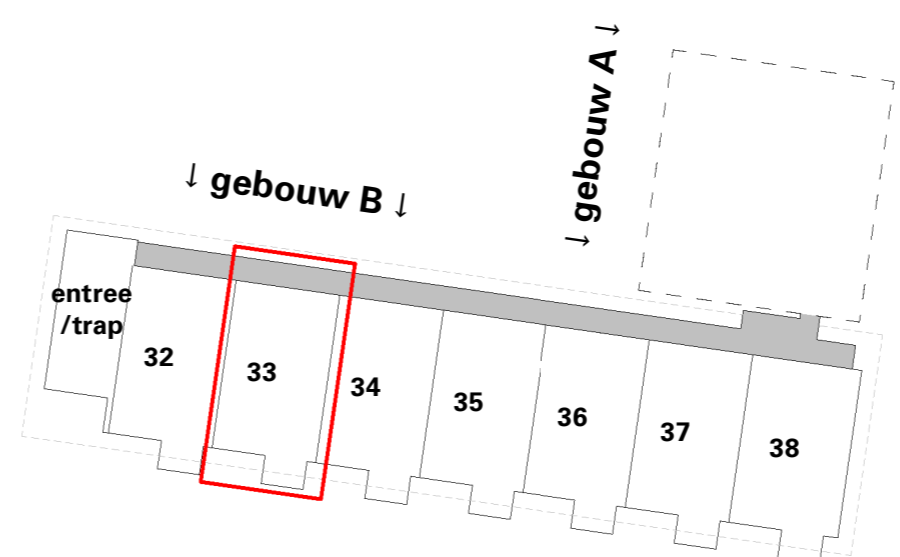 → gebouw A →
↓ gebouw B ↓
entree
/trap
32
33
34
35
36
37
38